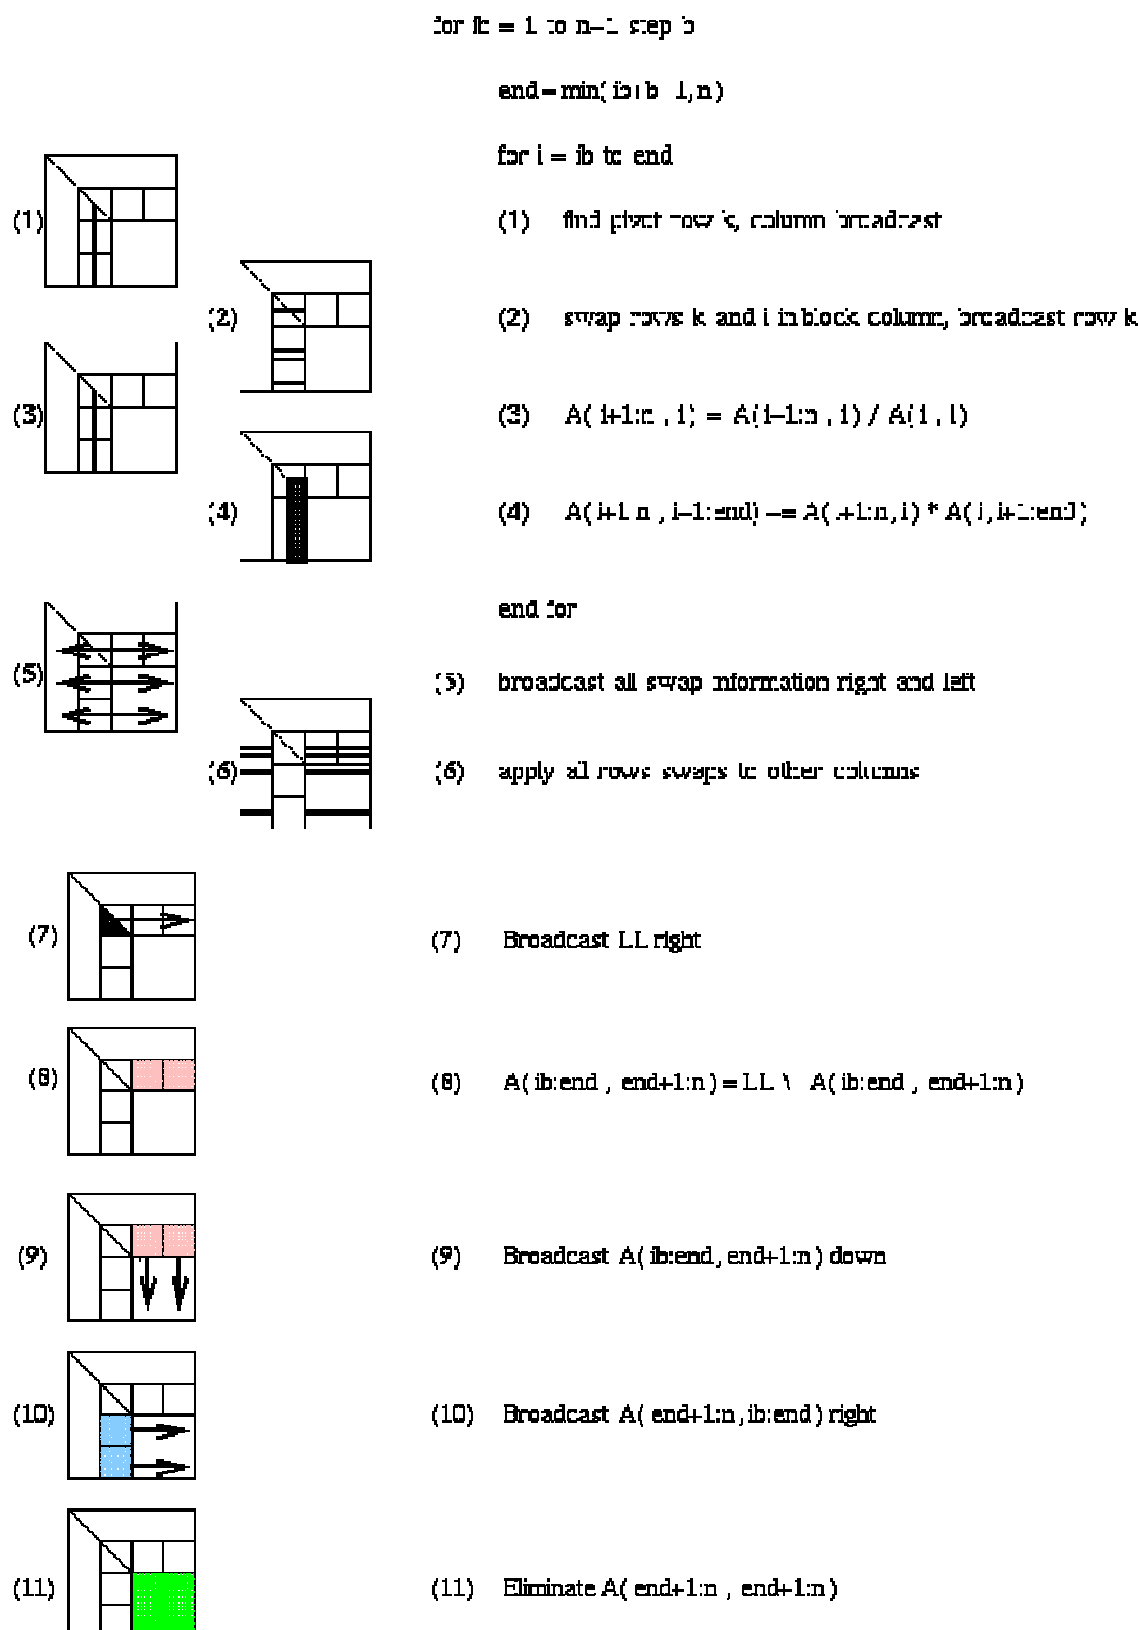 for ib = 1 to n-1 step b
end=min( ib+b-1,n )
for i = ib to end
(1)
(1) find pivot row k, column broadcast
(2)
(2) swap rows k and i in block column, broadcast row k
(3)
(3) A( i+1:n , i ) = A( i+1:n , i ) / A( i , i )
(4)
(4) A( i+1:n , i+1:end ) -= A( i+1:n , i ) * A( i , i+1:end )
end for
(5)
(5) broadcast all swap information right and left
(6)
(6) apply all rows swaps to other columns
(7)
(7) Broadcast LL right
(8)
(8) A( ib:end , end+1:n ) = LL \ A( ib:end , end+1:n )
(9)
(9) Broadcast A( ib:end , end+1:n ) down
(10)
(10) Broadcast A( end+1:n , ib:end ) right
(11)
(11) Eliminate A( end+1:n , end+1:n )